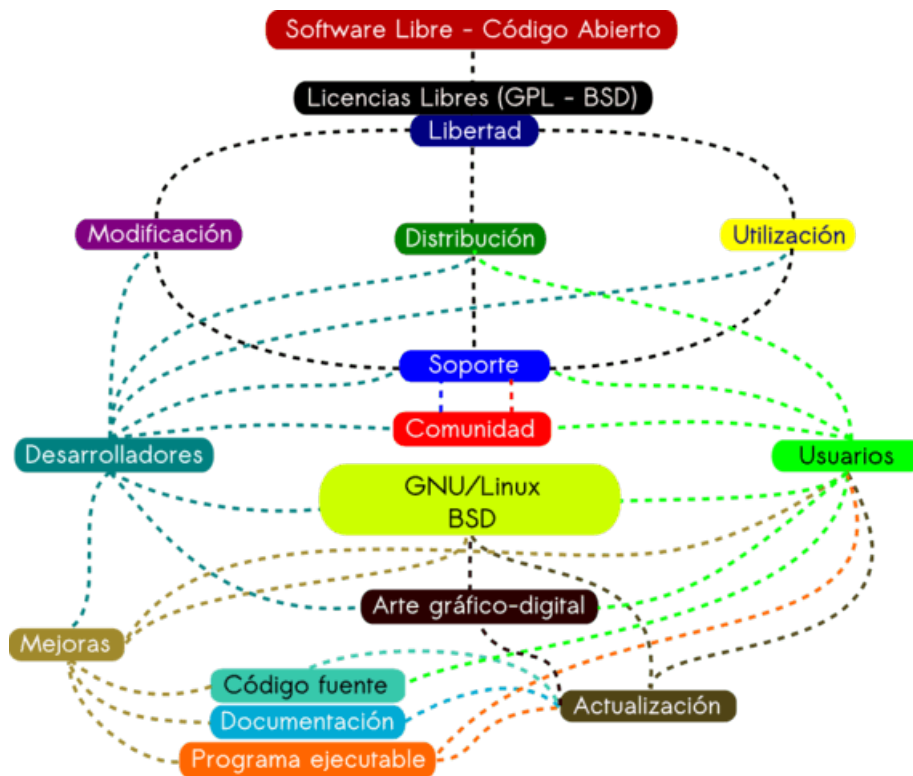 Software Libre - Código Abierto
Licencias Libres (GPL - BSD)
Libertad
Modificación
Distribución
Utilización
Soporte
Comunidad
Desarrolladores
Usuarios
GNU/Linux
BSD
Arte gráfico-digital
Mejoras
Código fuente
Actualización
Documentación
Programa ejecutable